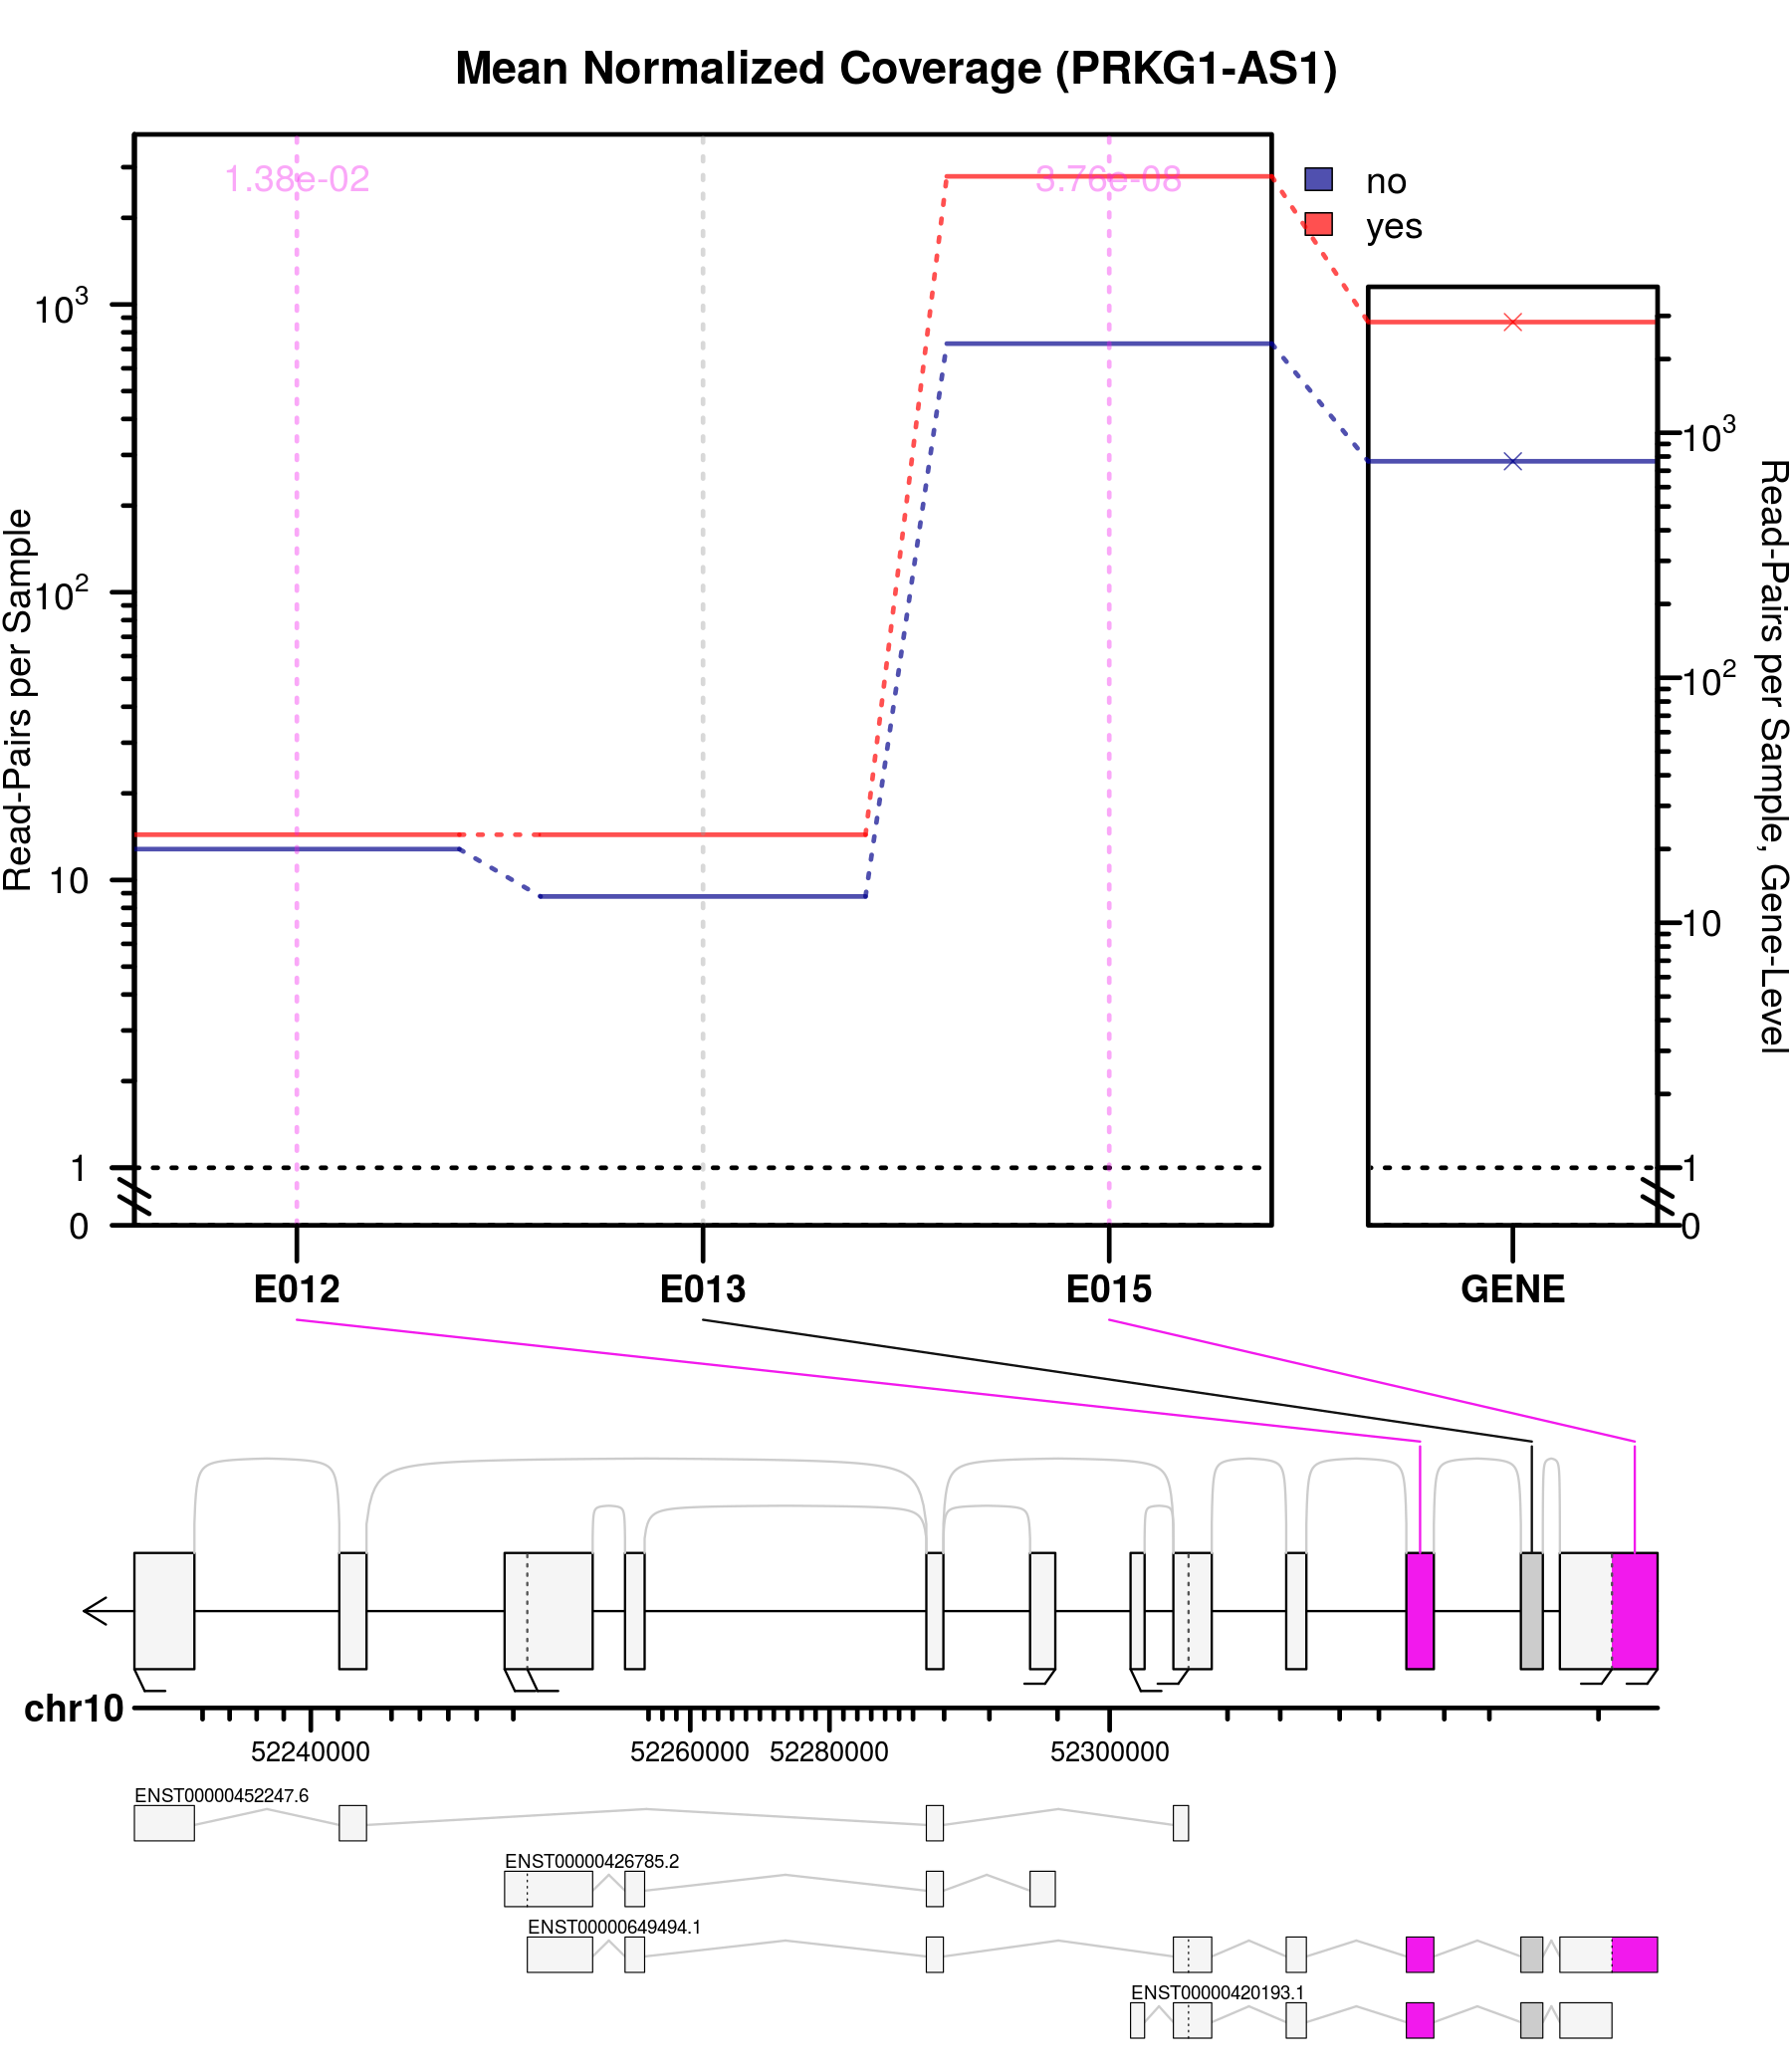 Mean Normalized Coverage (PRKG1-AS1)
1.38e-02
3.76e-08
no
yes
Read-Pairs per Sample
10³
10²
10
1
0
10³
10²
10
1
0
Read-Pairs per Sample, Gene-Level
E012 E013 E015 GENE
chr10
52240000 52260000 52280000 52300000
ENST00000452247.6
ENST00000426785.2
ENST00000649494.1
ENST00000420193.1